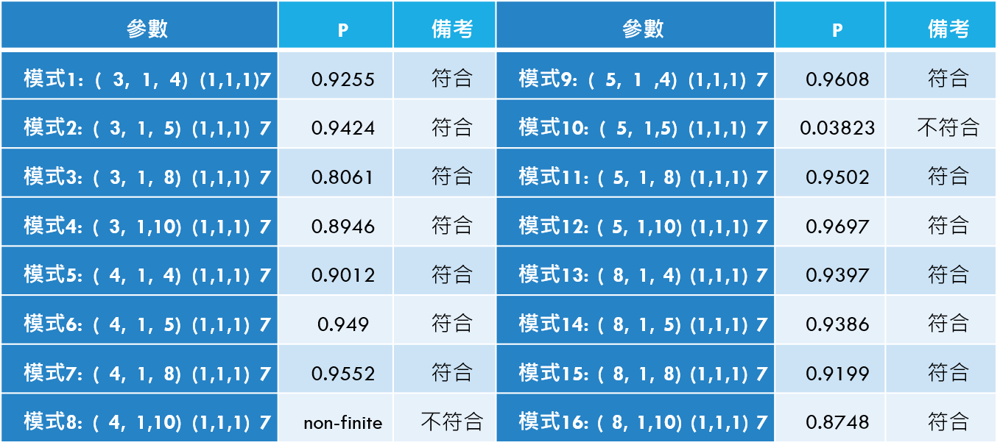 參數 P 備考 參數 P 備考
模式1: ( 3, 1, 4) (1,1,1)7 0.9255 符合 模式9: ( 5, 1 ,4) (1,1,1) 7 0.9608 符合
模式2: ( 3, 1, 5) (1,1,1) 7 0.9424 符合 模式10: ( 5, 1,5) (1,1,1) 7 0.03823 不符合
模式3: ( 3, 1, 8) (1,1,1) 7 0.8061 符合 模式11: ( 5, 1, 8) (1,1,1) 7 0.9502 符合
模式4: ( 3, 1,10) (1,1,1) 7 0.8946 符合 模式12: ( 5, 1,10) (1,1,1) 7 0.9697 符合
模式5: ( 4, 1, 4) (1,1,1) 7 0.9012 符合 模式13: ( 8, 1, 4) (1,1,1) 7 0.9397 符合
模式6: ( 4, 1, 5) (1,1,1) 7 0.949 符合 模式14: ( 8, 1, 5) (1,1,1) 7 0.9386 符合
模式7: ( 4, 1, 8) (1,1,1) 7 0.9552 符合 模式15: ( 8, 1, 8) (1,1,1) 7 0.9199 符合
模式8: ( 4, 1,10) (1,1,1) 7 non-finite 不符合 模式16: ( 8, 1,10) (1,1,1) 7 0.8748 符合